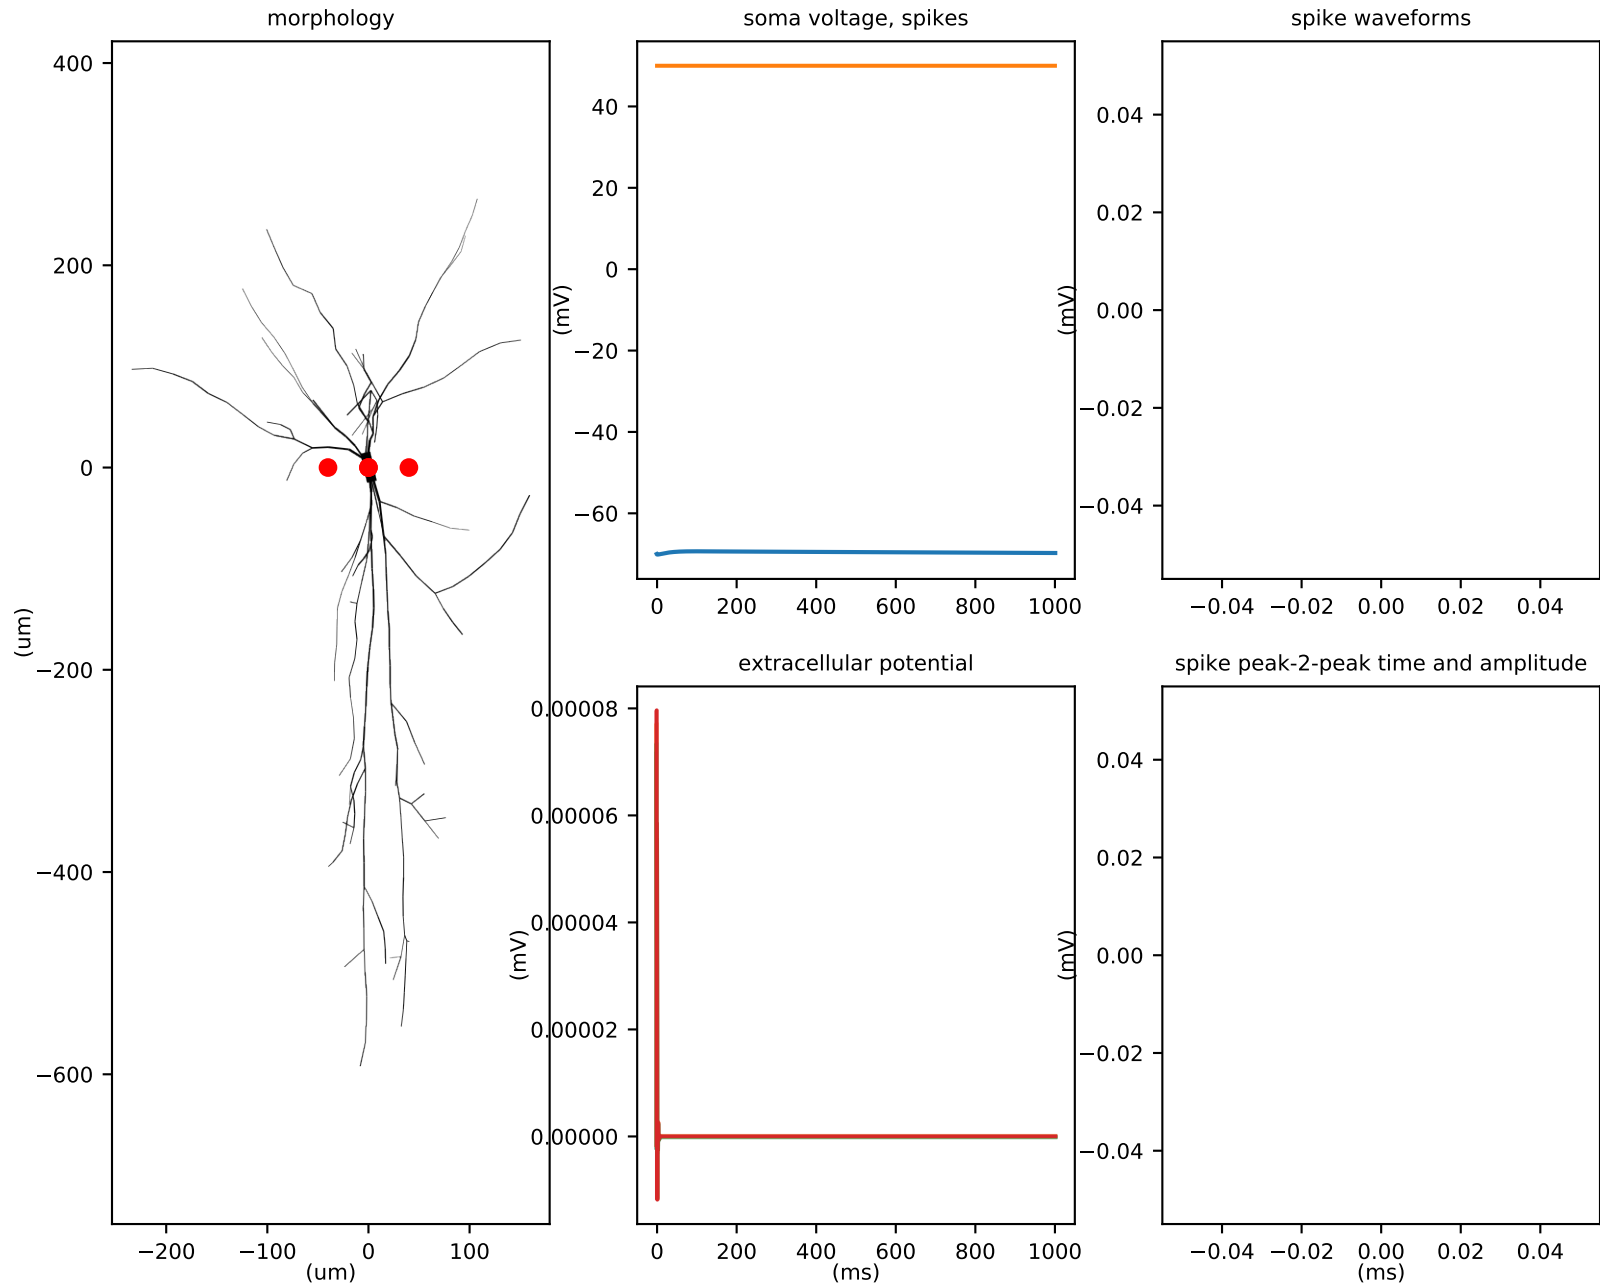 morphology
400
200
0
−200
−400
−600
(um)
−200 −100 0 100
(um)
soma voltage, spikes
40
20
0
−20
−40
−60
(mV)
0 200 400 600 800 1000
spike waveforms
0.04
0.02
0.00
−0.02
−0.04
(mV)
−0.04 −0.02 0.00 0.02 0.04
extracellular potential
0.00008
0.00006
0.00004
0.00002
0.00000
(mV)
0 200 400 600 800 1000
(ms)
spike peak-2-peak time and amplitude
0.04
0.02
0.00
−0.02
−0.04
(mV)
−0.04 −0.02 0.00 0.02 0.04
(ms)